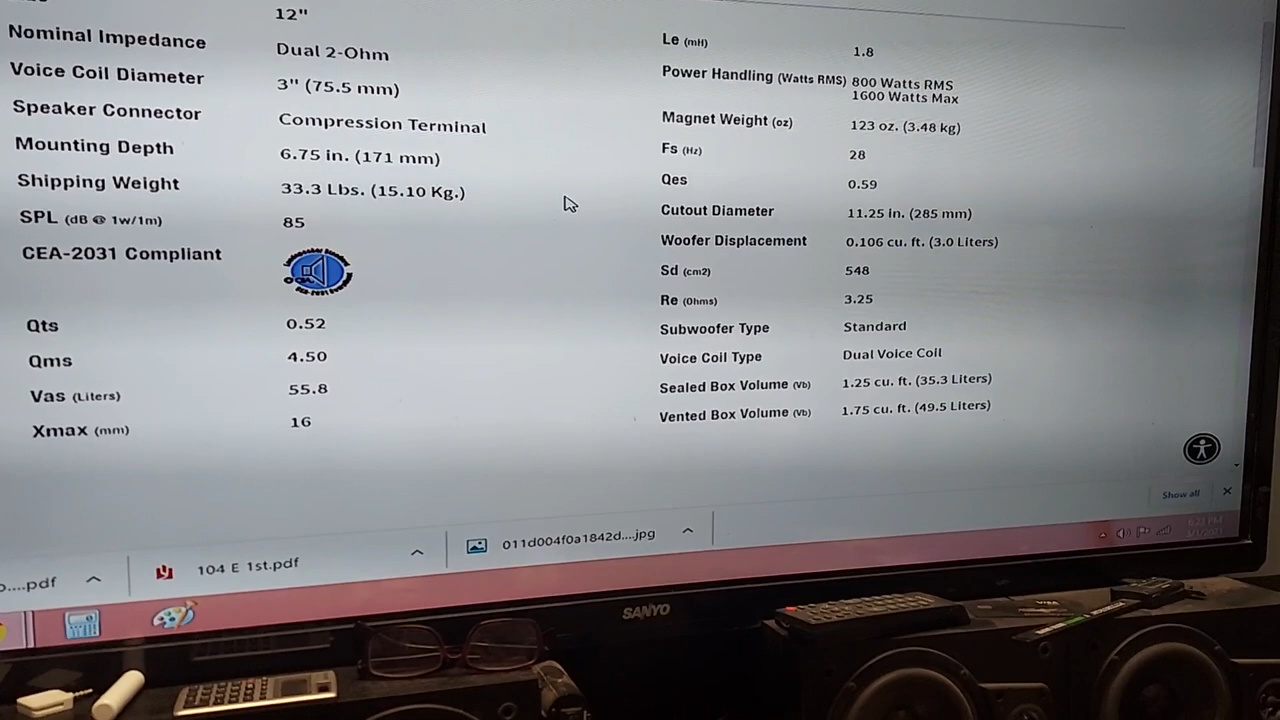 12"
Nominal Impedance Dual 2-Ohm
Voice Coil Diameter 3" (75.5 mm)
Speaker Connector Compression Terminal
Mounting Depth 6.75 in. (171 mm)
Shipping Weight 33.3 Lbs. (15.10 Kg.)
SPL (dB @ 1w/1m) 85
CEA-2031 Compliant
Qts 0.52
Qms 4.50
Vas (Liters) 55.8
Xmax (mm) 16
Le (mH) 1.8
Power Handling (Watts RMS) 800 Watts RMS
1600 Watts Max
Magnet Weight (oz) 123 oz. (3.48 kg)
Fs (Hz) 28
Qes 0.59
Cutout Diameter 11.25 in. (285 mm)
Woofer Displacement 0.106 cu. ft. (3.0 Liters)
Sd (cm2) 548
Re (Ohms) 3.25
Subwoofer Type Standard
Voice Coil Type Dual Voice Coil
Sealed Box Volume (Vb) 1.25 cu. ft. (35.3 Liters)
Vented Box Volume (Vb) 1.75 cu. ft. (49.5 Liters)
Show all
....pdf
104 E 1st.pdf
011d004f0a1842d....jpg
6:23 PM
SANYO